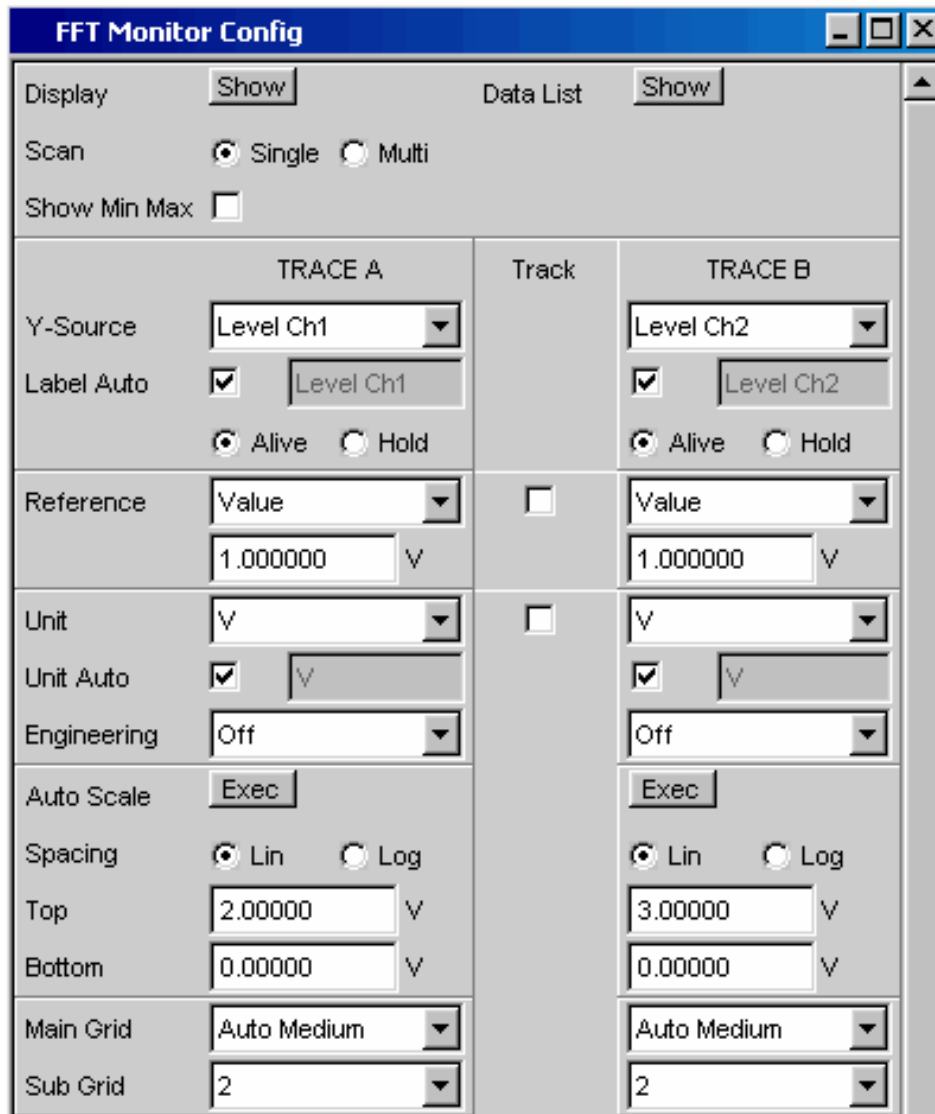 FFT Monitor Config
Display Show Data List Show
Scan Single Multi
Show Min Max
TRACE A Track TRACE B
Y-Source Level Ch1 Level Ch2
Label Auto Level Ch1 Level Ch2
Alive Hold Alive Hold
Reference Value Value
1.000000 V 1.000000 V
Unit V V
Unit Auto V V
Engineering Off Off
Auto Scale Exec Exec
Spacing Lin Log Lin Log
Top 2.00000 V 3.00000 V
Bottom 0.00000 V 0.00000 V
Main Grid Auto Medium Auto Medium
Sub Grid 2 2